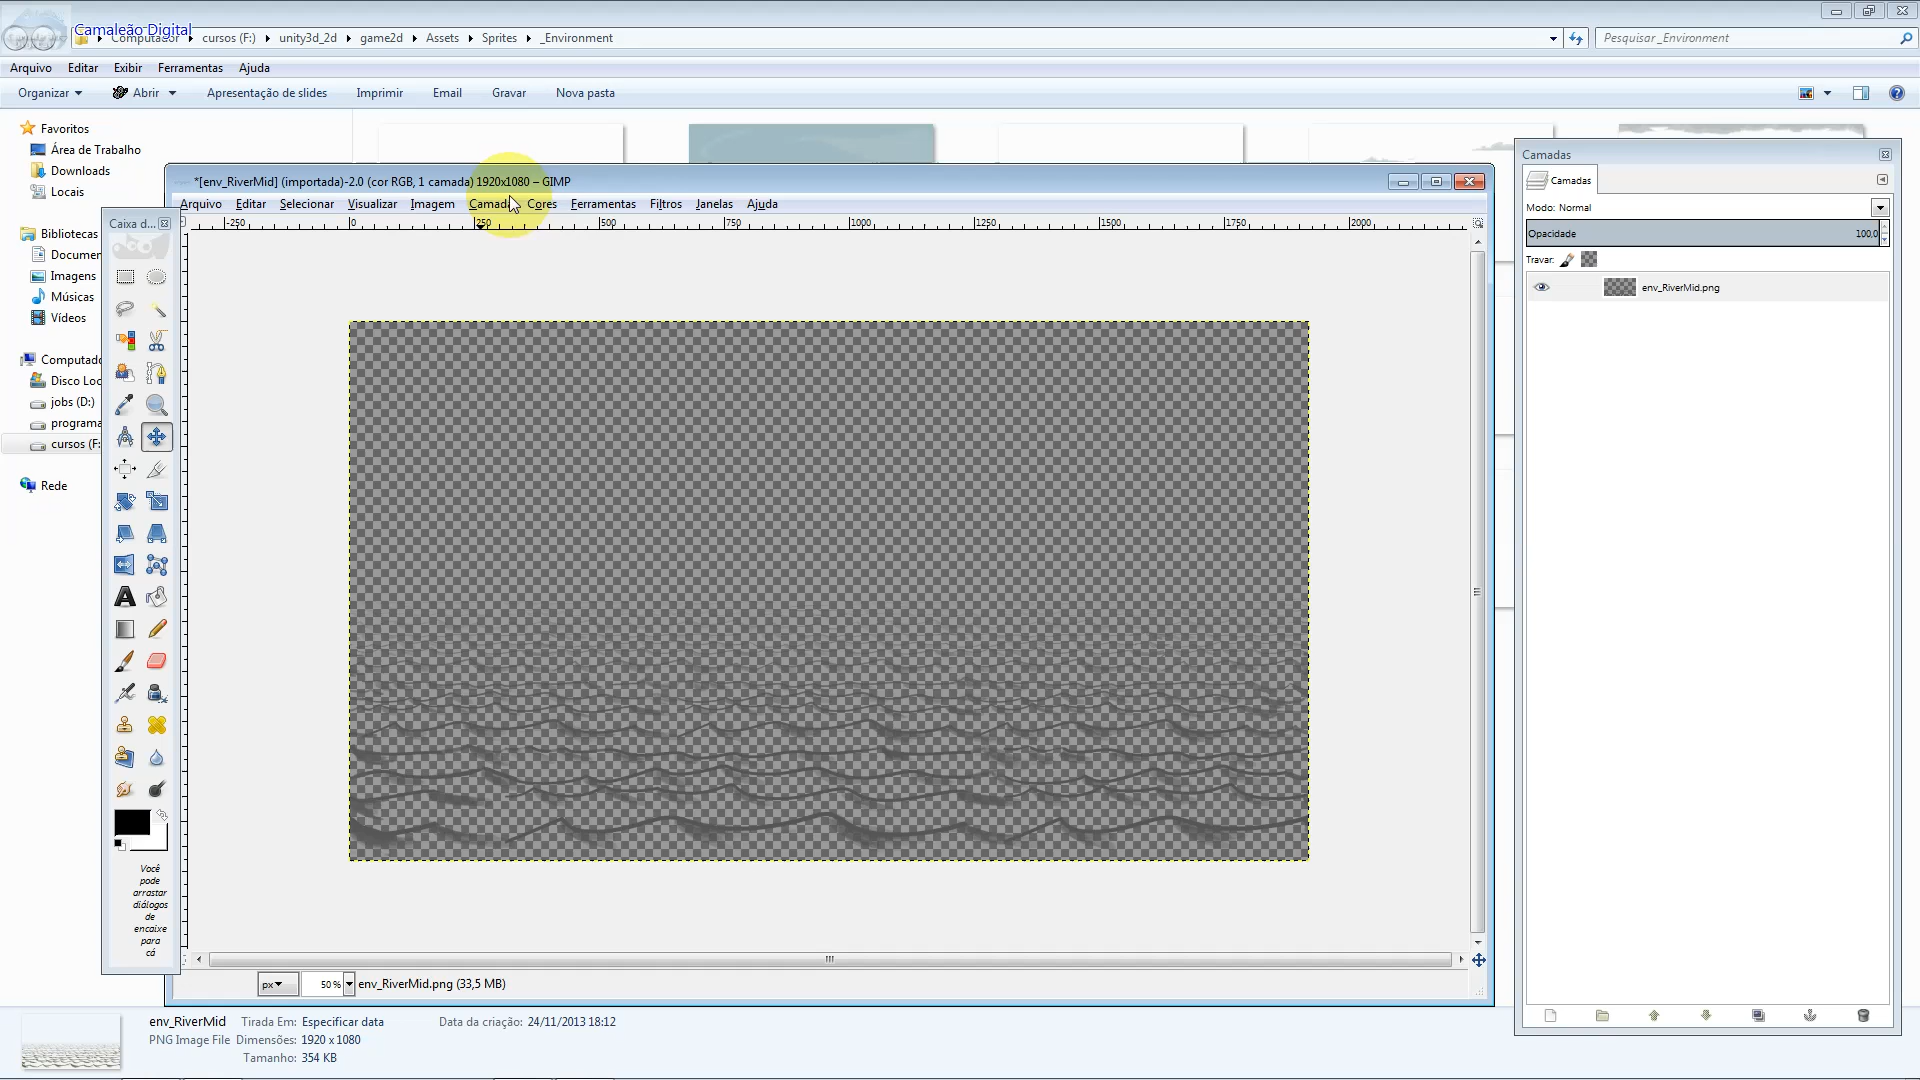 Camaleão Digital
Computador cursos (F:) unity3d_2d game2d Assets Sprites _Environment
Pesquisar _Environment
Arquivo Editar Exibir Ferramentas Ajuda
Organizar Abrir Apresentação de slides Imprimir Email Gravar Nova pasta
Favoritos
Área de Trabalho
Downloads
Locais
Bibliotecas
Documen
Imagens
Músicas
Vídeos
Computado
Disco Loc
jobs (D:)
programa
cursos (F:
Rede
Caixa d...
Você
pode
arrastar
diálogos
de
encaixe
para
cá
*[env_RiverMid] (importada)-2.0 (cor RGB, 1 camada) 1920x1080 – GIMP
Arquivo Editar Selecionar Visualizar Imagem Camada Cores Ferramentas Filtros Janelas Ajuda
-250 0 250 500 750 1000 1250 1500 1750 2000
px 50 % env_RiverMid.png (33,5 MB)
Camadas
Camadas
Modo: Normal
Opacidade 100,0
Travar:
env_RiverMid.png
env_RiverMid Tirada Em: Especificar data Data da criação: 24/11/2013 18:12
PNG Image File Dimensões: 1920 x 1080
Tamanho: 354 KB